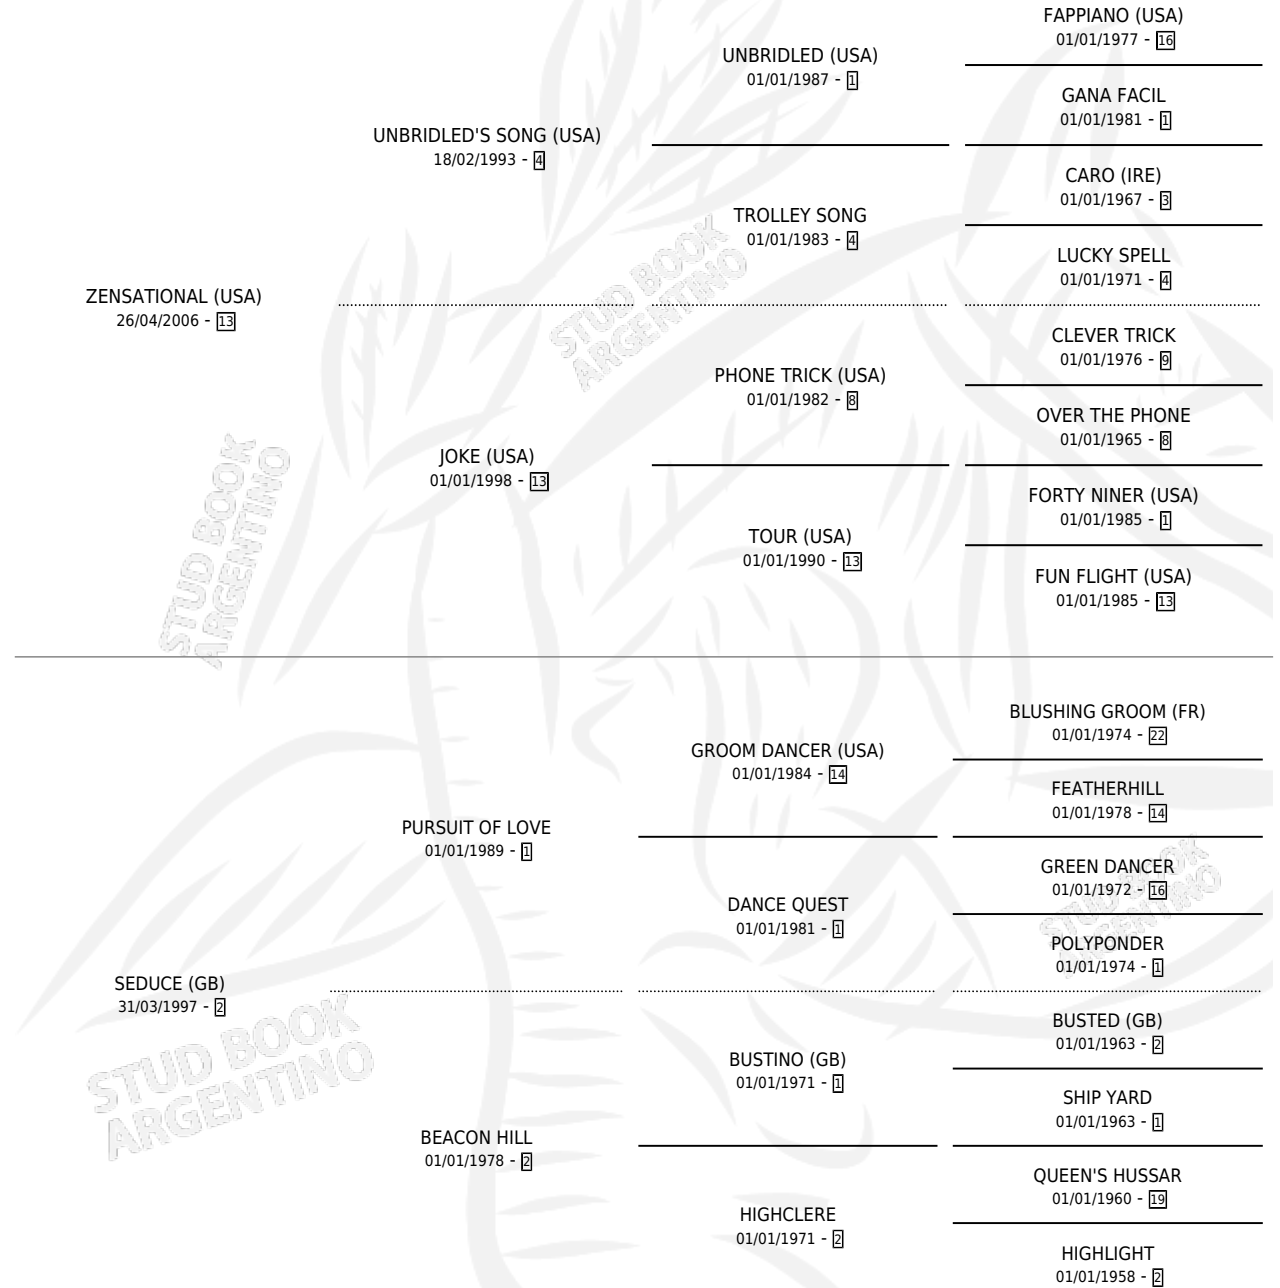 FAPPIANO (USA)
01/01/1977 - 16
UNBRIDLED (USA)
01/01/1987 - 1
GANA FACIL
01/01/1981 - 1
UNBRIDLED'S SONG (USA)
18/02/1993 - 4
CARO (IRE)
01/01/1967 - 3
TROLLEY SONG
01/01/1983 - 4
LUCKY SPELL
01/01/1971 - 4
ZENSATIONAL (USA)
26/04/2006 - 13
STUD BOOK
ARGENTINO
CLEVER TRICK
01/01/1976 - 9
PHONE TRICK (USA)
01/01/1982 - 8
OVER THE PHONE
01/01/1965 - 8
JOKE (USA)
01/01/1998 - 13
STUD BOOK
ARGENTINO
FORTY NINER (USA)
01/01/1985 - 1
TOUR (USA)
01/01/1990 - 13
FUN FLIGHT (USA)
01/01/1985 - 13
BLUSHING GROOM (FR)
01/01/1974 - 22
GROOM DANCER (USA)
01/01/1984 - 14
FEATHERHILL
01/01/1978 - 14
PURSUIT OF LOVE
01/01/1989 - 1
GREEN DANCER
01/01/1972 - 16
STUD BOOK
ARGENTINO
DANCE QUEST
01/01/1981 - 1
POLYPONDER
01/01/1974 - 1
SEDUCE (GB)
31/03/1997 - 2
STUD BOOK
ARGENTINO
BUSTED (GB)
01/01/1963 - 2
BUSTINO (GB)
01/01/1971 - 1
SHIP YARD
01/01/1963 - 1
BEACON HILL
01/01/1978 - 2
QUEEN'S HUSSAR
01/01/1960 - 19
HIGHCLERE
01/01/1971 - 2
HIGHLIGHT
01/01/1958 - 2